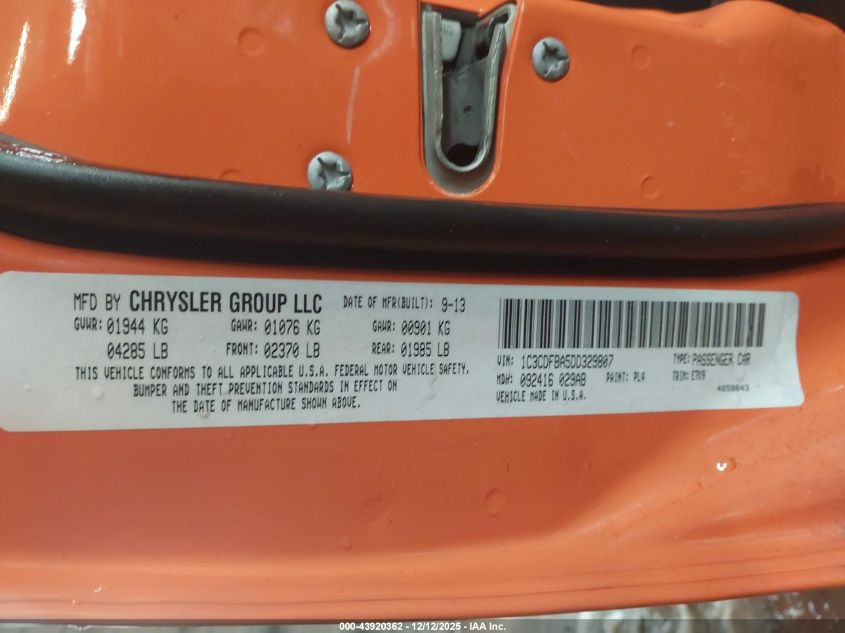 MFD BY CHRYSLER GROUP LLC DATE OF MFR(BUILT): 9-13
GVWR: 01944 KG GAWR: 01076 KG GAWR: 00901 KG
04285 LB FRONT: 02370 LB REAR: 01985 LB
THIS VEHICLE CONFORMS TO ALL APPLICABLE U.S.A. FEDERAL MOTOR VEHICLE SAFETY,
BUMPER AND THEFT PREVENTION STANDARDS IN EFFECT ON
THE DATE OF MANUFACTURE SHOWN ABOVE.
VIN: 1C3CDFBA5DD329807 TYPE: PASSENGER CAR
MDH: 092416 029AB PAINT: PL4 TRIM: E7X9
VEHICLE MADE IN U.S.A. 4658843
000-43920362 - 12/12/2025 - IAA Inc.